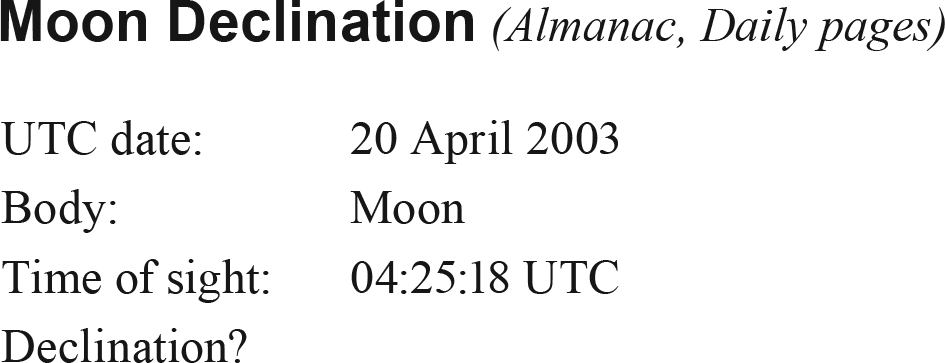 Moon Declination (Almanac, Daily pages)
UTC date: 20 April 2003
Body: Moon
Time of sight: 04:25:18 UTC
Declination?